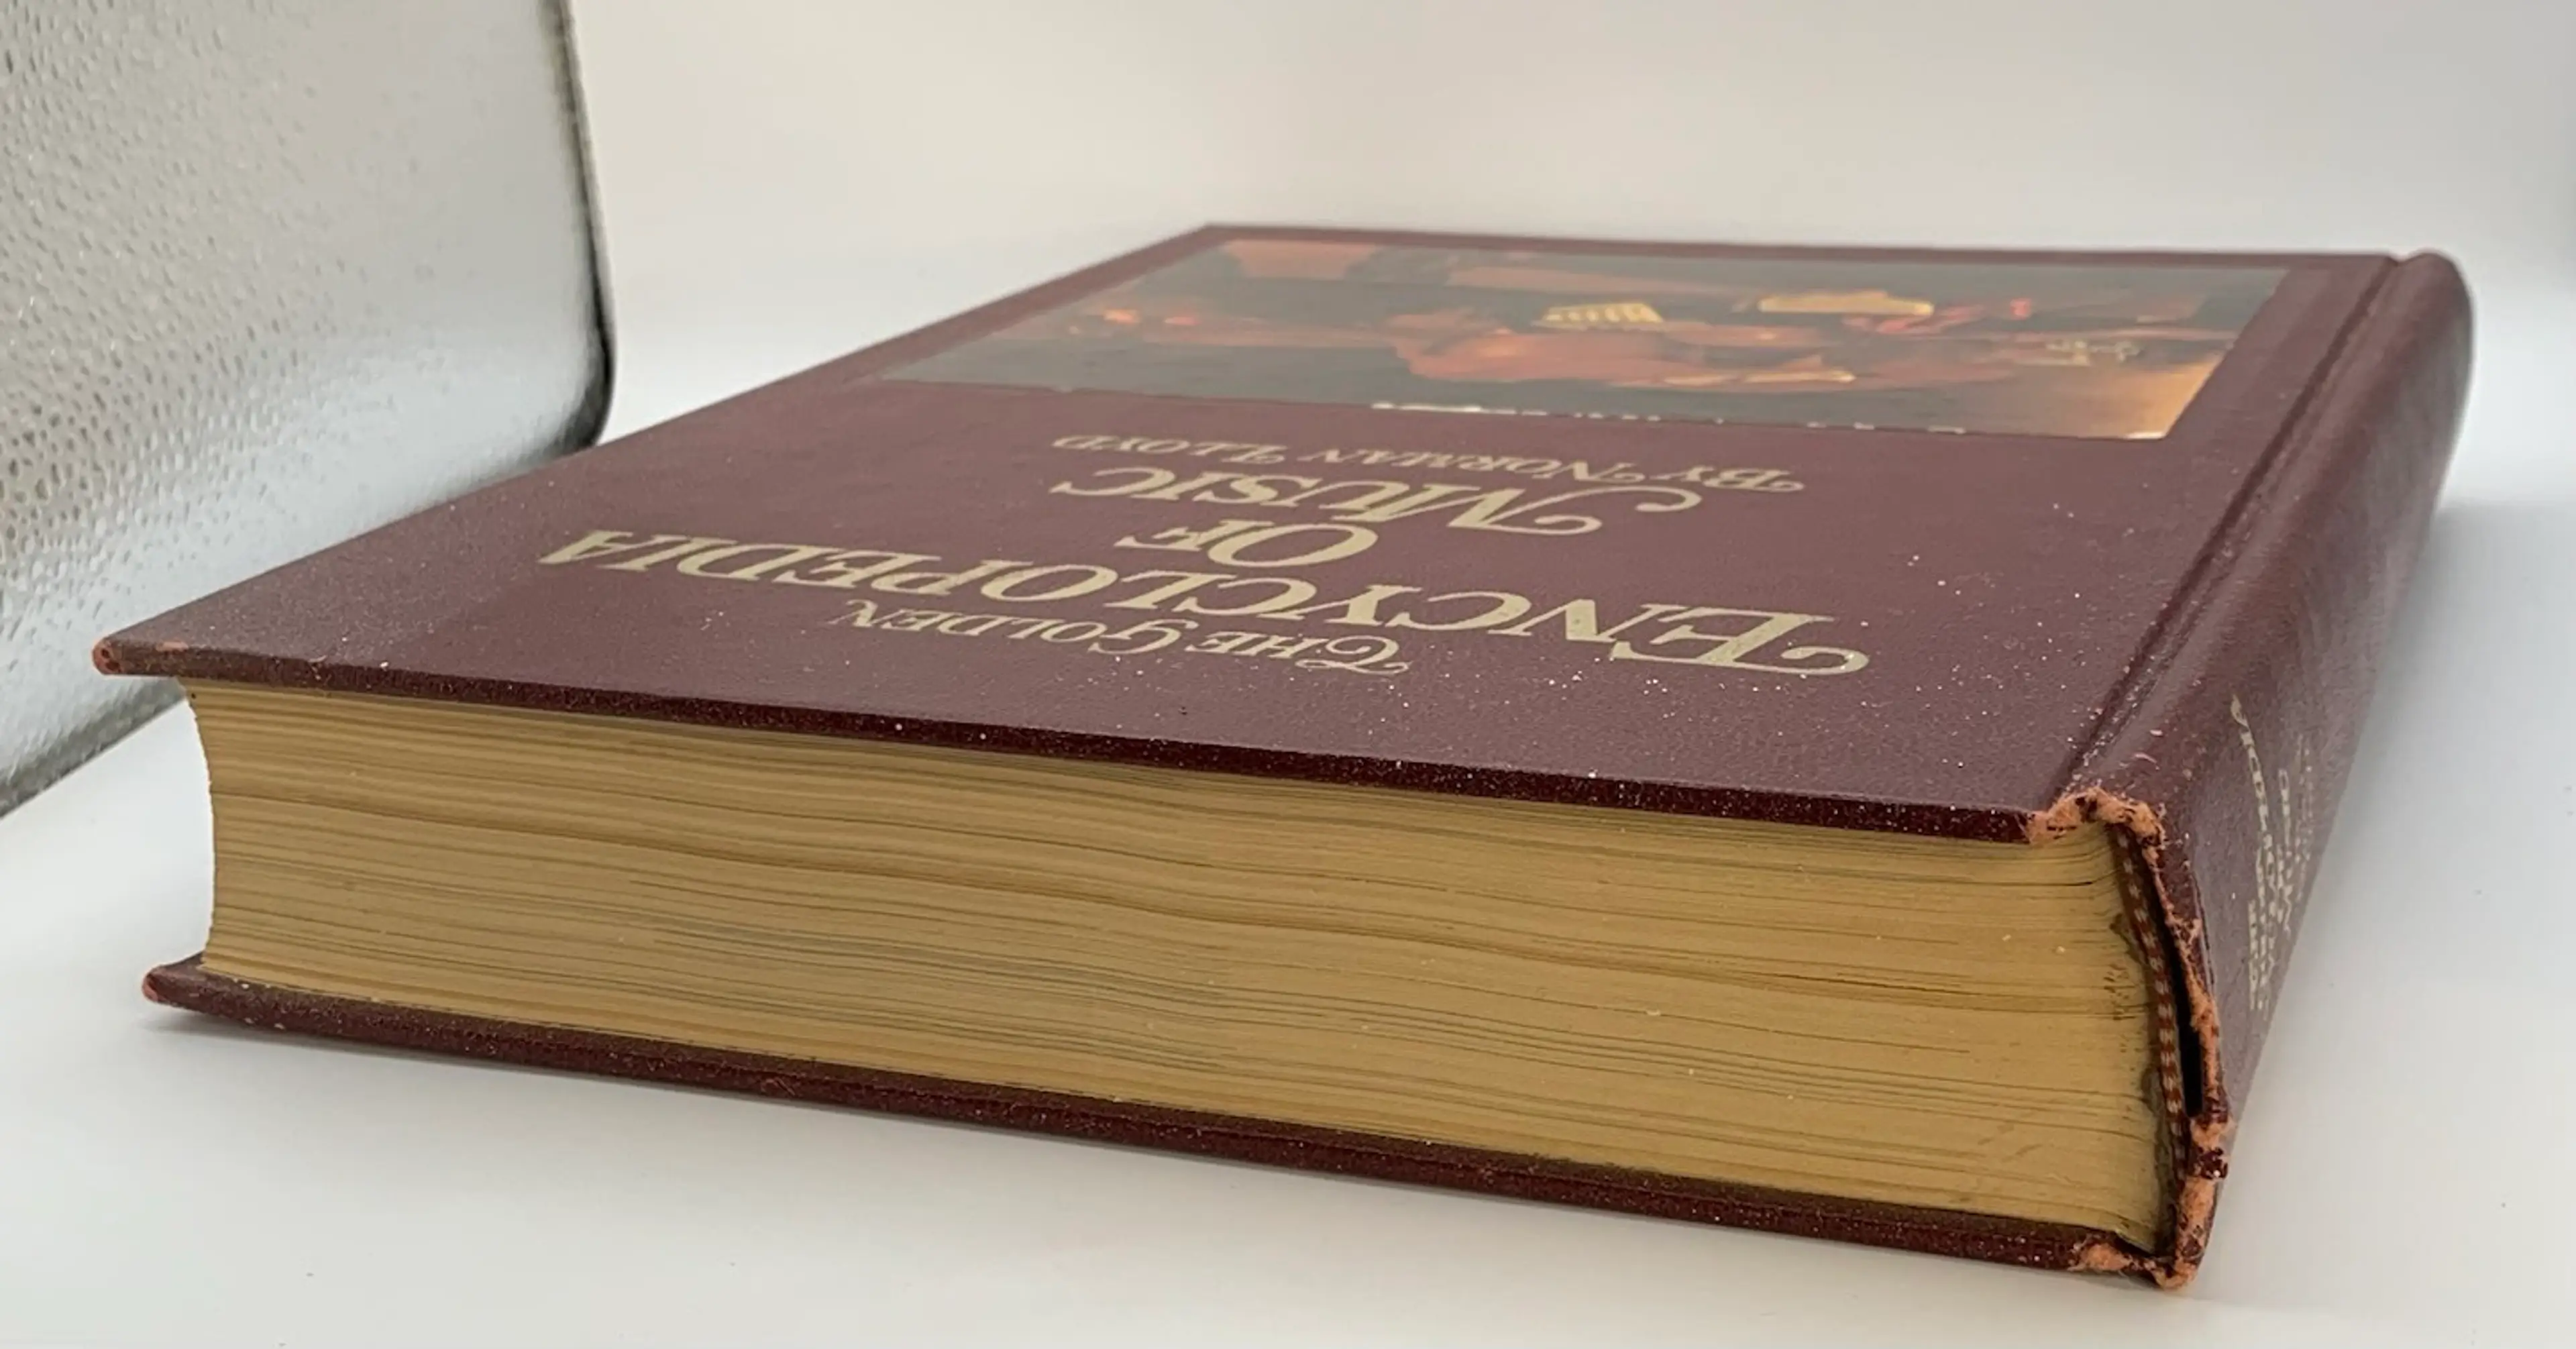 THE GOLDEN
ENCYCLOPEDIA
OF
MUSIC
BY NORMAN LLOYD